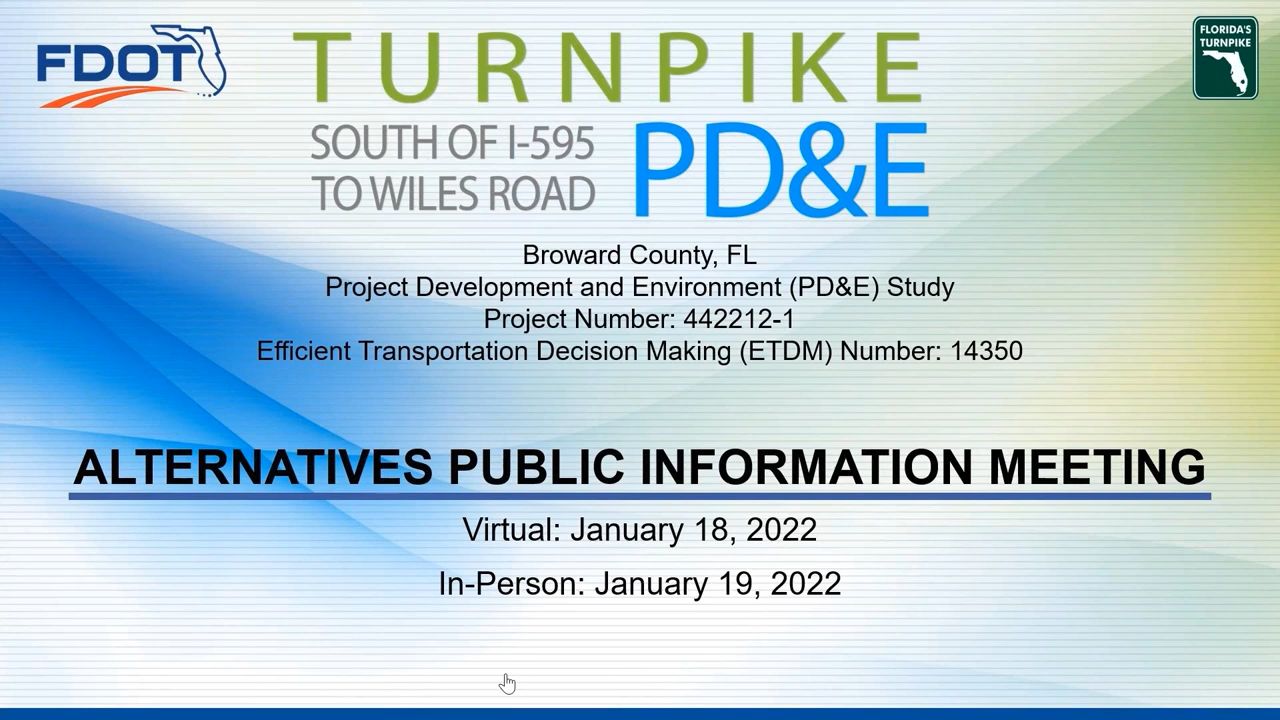 FDOT
TURNPIKE
FLORIDA'S
TURNPIKE
SOUTH OF I-595
TO WILES ROAD
PD&E
Broward County, FL
Project Development and Environment (PD&E) Study
Project Number: 442212-1
Efficient Transportation Decision Making (ETDM) Number: 14350
ALTERNATIVES PUBLIC INFORMATION MEETING
Virtual: January 18, 2022
In-Person: January 19, 2022